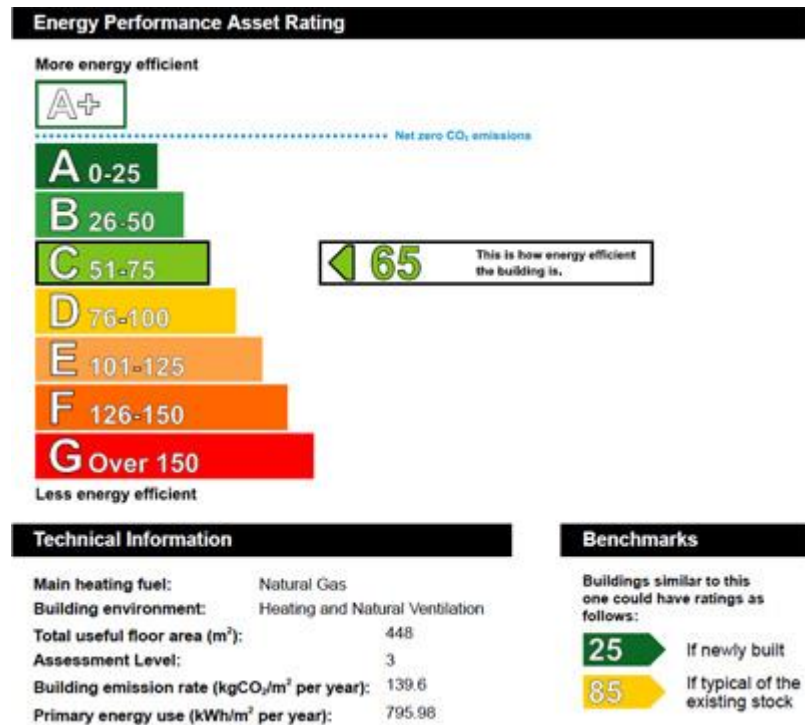 Energy Performance Asset Rating
More energy efficient
A+
Net zero CO₂ emissions
A 0-25
B 26-50
C 51-75
65
This is how energy efficient
the building is.
D 76-100
E 101-125
F 126-150
G Over 150
Less energy efficient
Technical Information
Main heating fuel: Natural Gas
Building environment: Heating and Natural Ventilation
Total useful floor area (m²): 448
Assessment Level: 3
Building emission rate (kgCO₂/m² per year): 139.6
Primary energy use (kWh/m² per year): 795.98
Benchmarks
Buildings similar to this
one could have ratings as
follows:
25 If newly built
85 If typical of the
existing stock